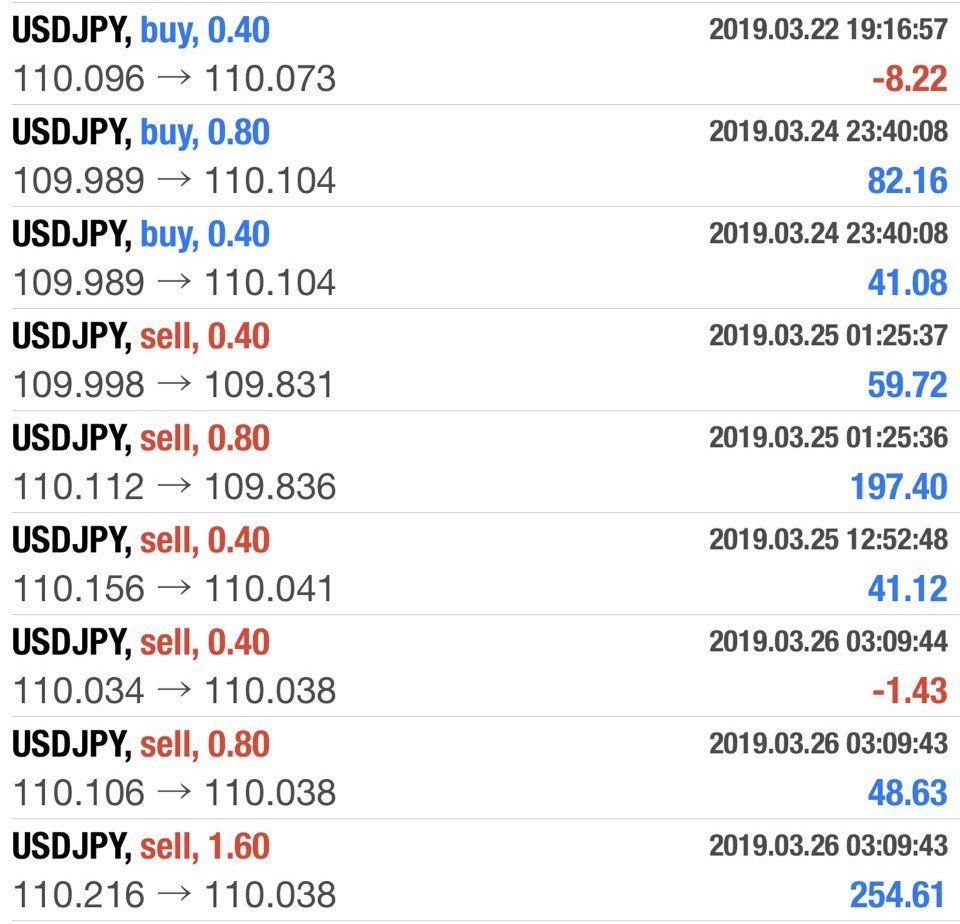 USDJPY, buy, 0.40 2019.03.22 19:16:57
110.096 → 110.073 -8.22
USDJPY, buy, 0.80 2019.03.24 23:40:08
109.989 → 110.104 82.16
USDJPY, buy, 0.40 2019.03.24 23:40:08
109.989 → 110.104 41.08
USDJPY, sell, 0.40 2019.03.25 01:25:37
109.998 → 109.831 59.72
USDJPY, sell, 0.80 2019.03.25 01:25:36
110.112 → 109.836 197.40
USDJPY, sell, 0.40 2019.03.25 12:52:48
110.156 → 110.041 41.12
USDJPY, sell, 0.40 2019.03.26 03:09:44
110.034 → 110.038 -1.43
USDJPY, sell, 0.80 2019.03.26 03:09:43
110.106 → 110.038 48.63
USDJPY, sell, 1.60 2019.03.26 03:09:43
110.216 → 110.038 254.61